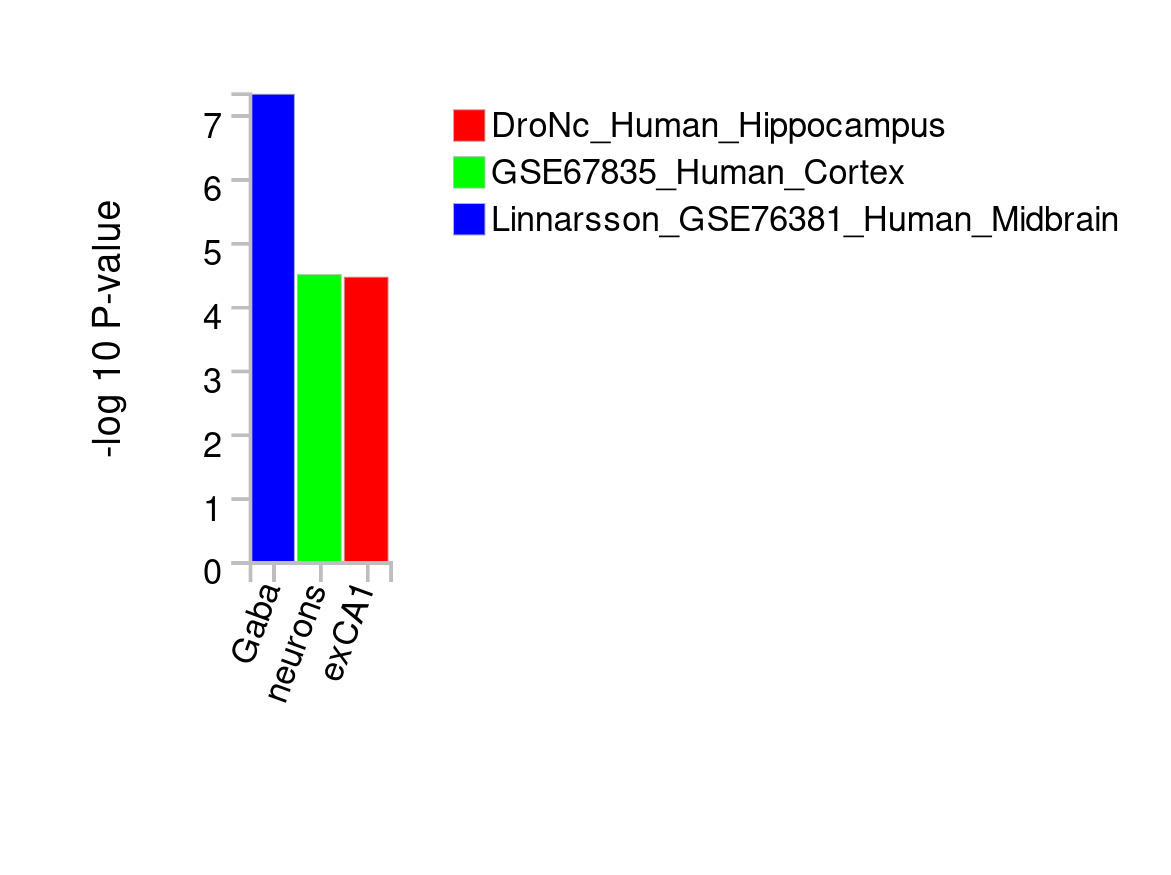 -log 10 P-value
7
6
5
4
3
2
1
0
Gaba
neurons
exCA1
DroNc_Human_Hippocampus
GSE67835_Human_Cortex
Linnarsson_GSE76381_Human_Midbrain